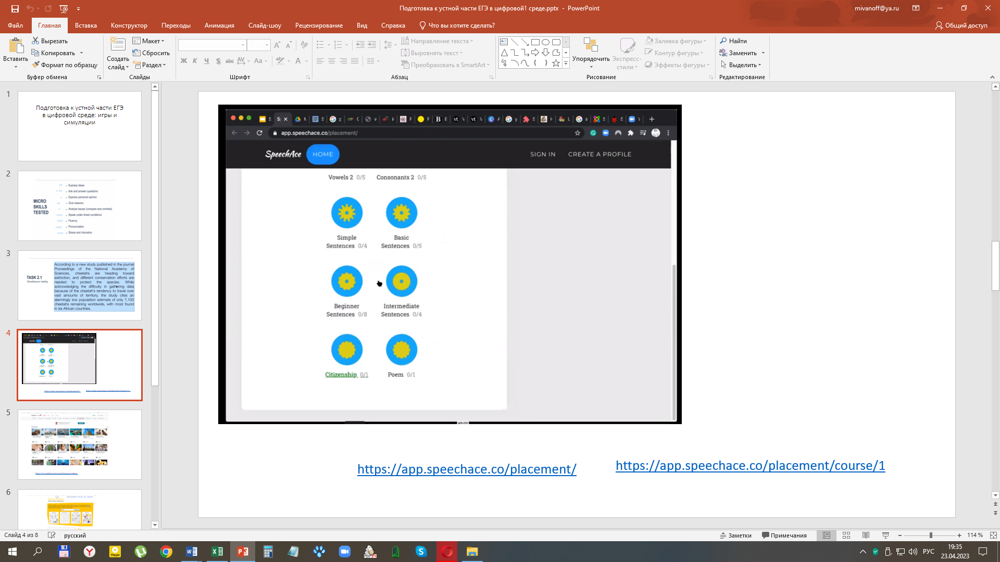 Подготовка к устной части ЕГЭ в цифровой1 среде.pptx - PowerPoint
mivanoff@ya.ru
Файл Главная Вставка Конструктор Переходы Анимация Слайд-шоу Рецензирование Вид Справка Что вы хотите сделать? Общий доступ
Вставить
Вырезать
Копировать
Формат по образцу
Буфер обмена
Создать слайд
Макет
Сбросить
Раздел
Слайды
Ж К Ч S abc AV Aa A
Шрифт
Направление текста
Выровнять текст
Преобразовать в SmartArt
Абзац
Упорядочить
Экспресс-стили
Заливка фигуры
Контур фигуры
Эффекты фигуры
Рисование
Найти
Заменить
Выделить
Редактирование
1
Подготовка к устной части ЕГЭ
в цифровой среде: игры и
симуляции
2
MICRO
SKILLS
TESTED
Express ideas
Ask and answer questions
Express personal opinion
Give reasons
Analyse issues (compare and contrast)
Speak under timed conditions
Fluency
Pronunciation
Stress and intonation
3
TASK 2.1
'Simultaneous' reading
According to a new study published in the journal
Proceedings of the National Academy of
Sciences, cheetahs are heading toward
extinction, and different conservation efforts are
needed to protect the species. While
acknowledging the difficulty in gathering data
because of the cheetah's tendency to travel over
vast amounts of territory, the study cites an
alarmingly low population estimate of only 7,100
cheetahs remaining worldwide, with most found
in six African countries.
4
5
6
app.speechace.co/placement/
SpeechAce HOME SIGN IN CREATE A PROFILE
Vowels 2 0/5 Consonants 2 0/5
Simple Sentences 0/4
Basic Sentences 0/5
Beginner Sentences 0/8
Intermediate Sentences 0/4
Citizenship 0/1
Poem 0/1
https://app.speechace.co/placement/
https://app.speechace.co/placement/course/1
Слайд 4 из 8 русский
Заметки Примечания 114 %
РУС
19:35
23.04.2023